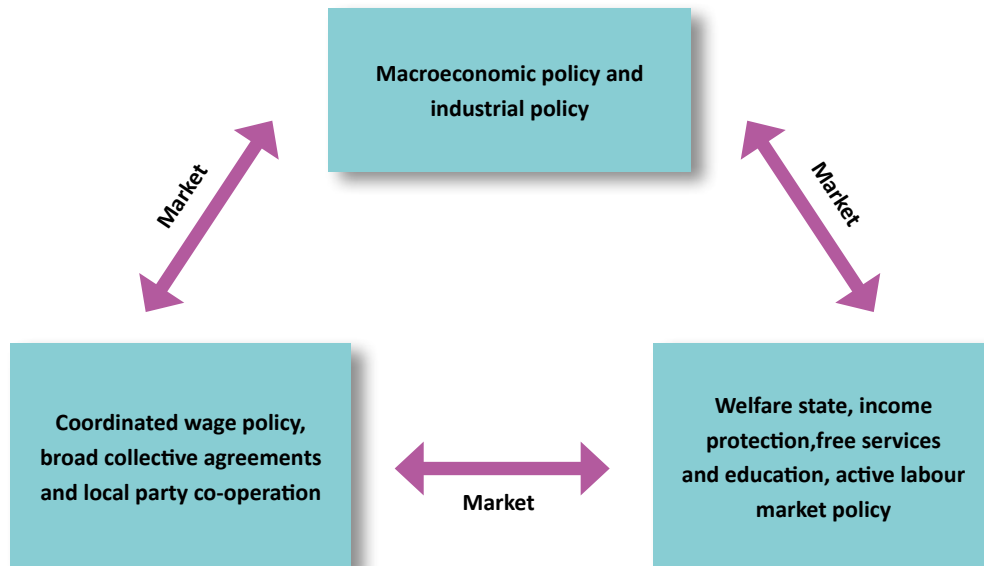 Macroeconomic policy and
industrial policy
Market
Market
Coordinated wage policy,
broad collective agreements
and local party co-operation
Market
Welfare state, income
protection,free services
and education, active labour
market policy